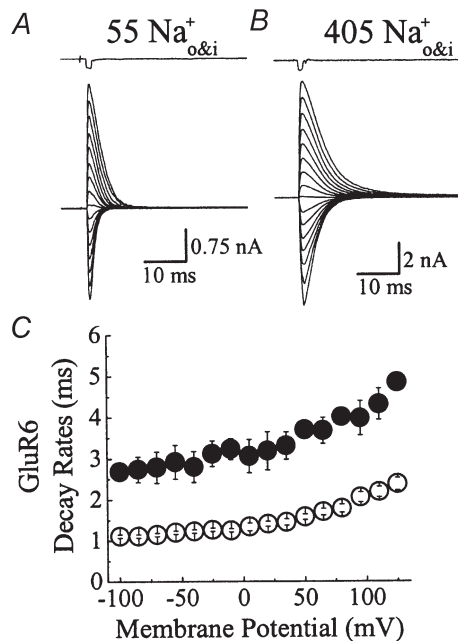 A 55 Na+o&i
B 405 Na+o&i
0.75 nA
10 ms
2 nA
10 ms
C
GluR6
Decay Rates (ms)
6
5
4
3
2
1
0
-100 -50 0 50 100
Membrane Potential (mV)